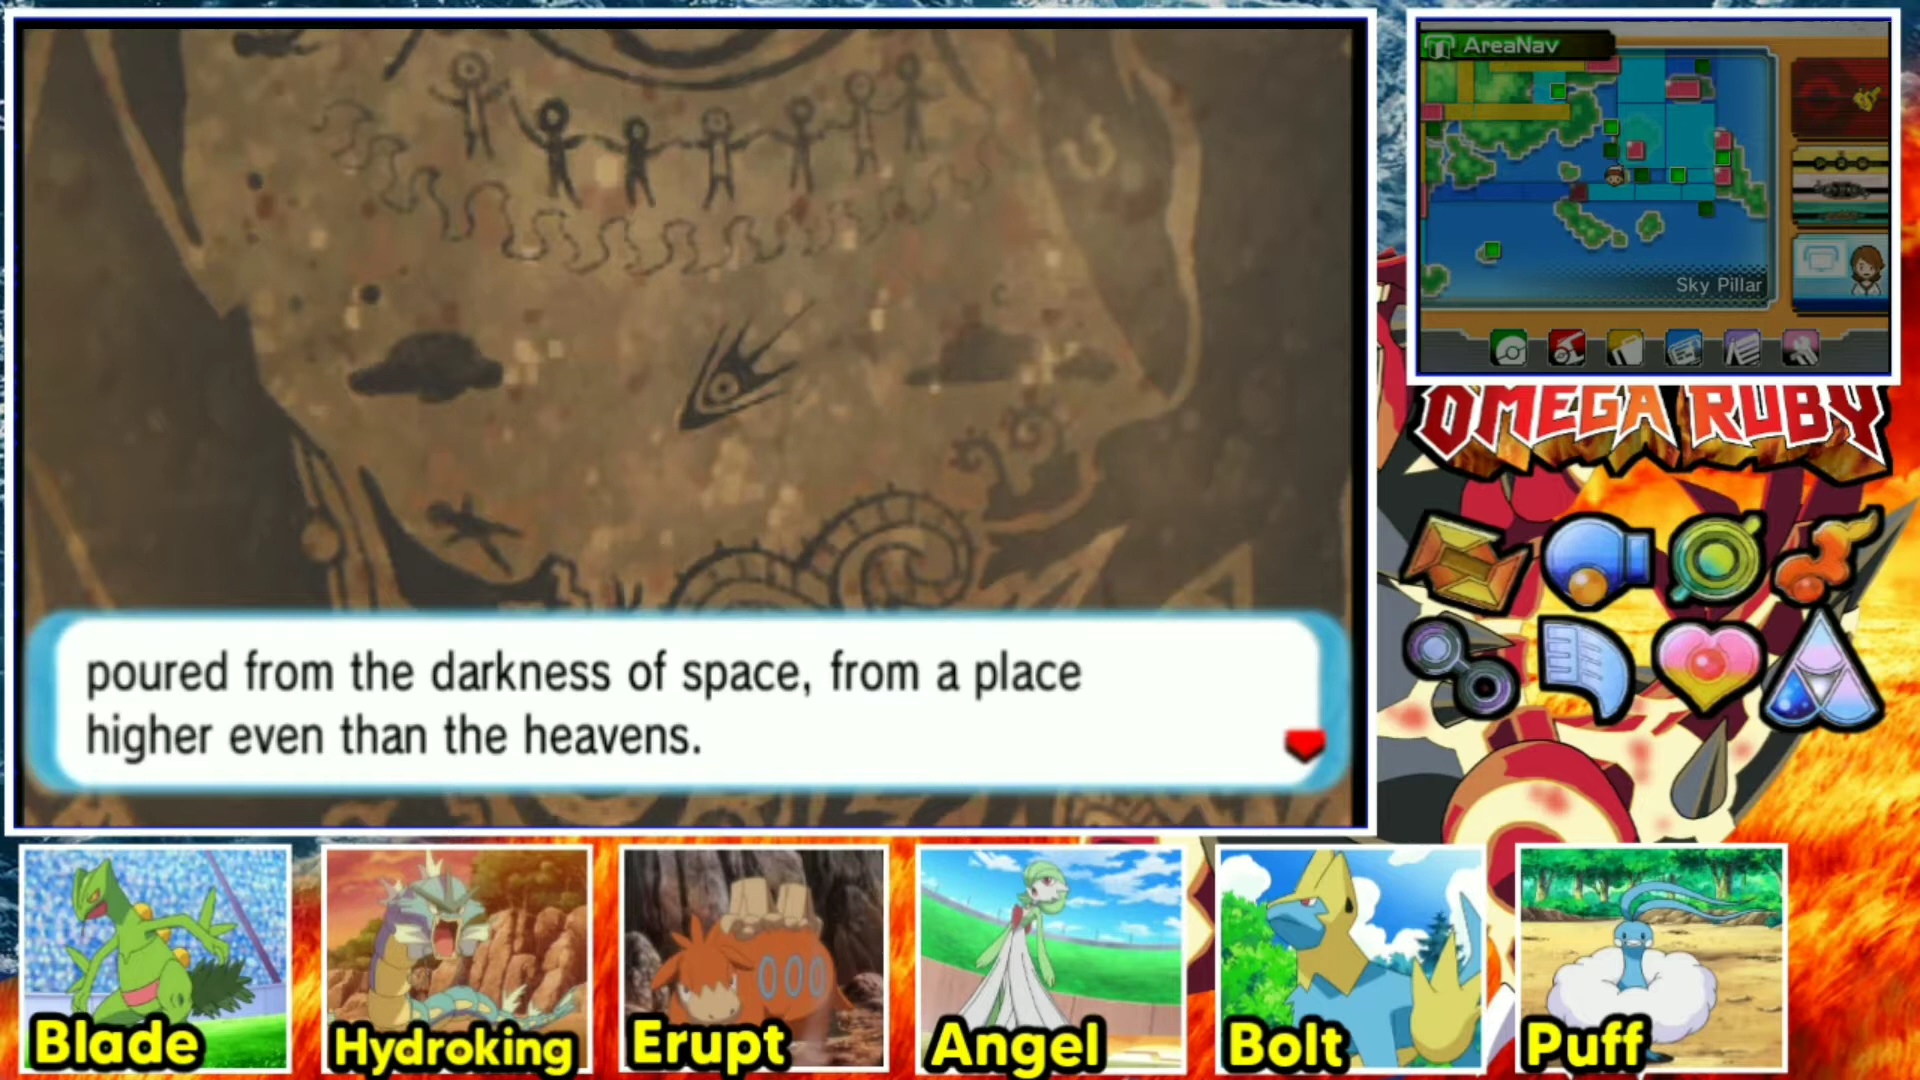 AreaNav
Sky Pillar
OMEGA RUBY
poured from the darkness of space, from a place
higher even than the heavens.
Blade
Hydroking
Erupt
Angel
Bolt
Puff